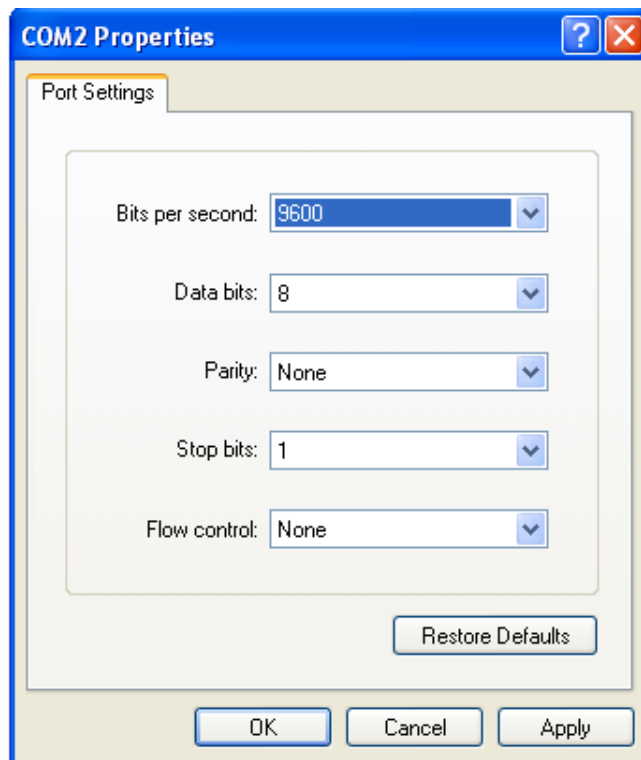 COM2 Properties
Port Settings
Bits per second: 9600
Data bits: 8
Parity: None
Stop bits: 1
Flow control: None
Restore Defaults
OK Cancel Apply